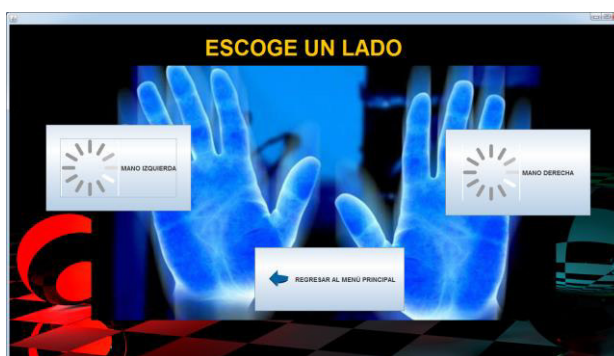 ESCOGE UN LADO
MANO IZQUIERDA
MANO DERECHA
REGRESAR AL MENÚ PRINCIPAL